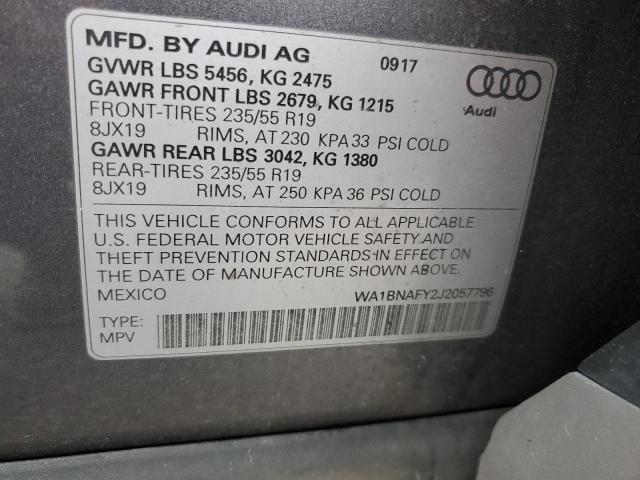 MFD. BY AUDI AG 0917
GVWR LBS 5456, KG 2475
GAWR FRONT LBS 2679, KG 1215
Audi
FRONT-TIRES 235/55 R19
8JX19 RIMS, AT 230 KPA 33 PSI COLD
GAWR REAR LBS 3042, KG 1380
REAR-TIRES 235/55 R19
8JX19 RIMS, AT 250 KPA 36 PSI COLD
THIS VEHICLE CONFORMS TO ALL APPLICABLE
U.S. FEDERAL MOTOR VEHICLE SAFETY AND
THEFT PREVENTION STANDARDS IN EFFECT ON
THE DATE OF MANUFACTURE SHOWN ABOVE.
MEXICO WA1BNAFY2J2057796
TYPE:
MPV